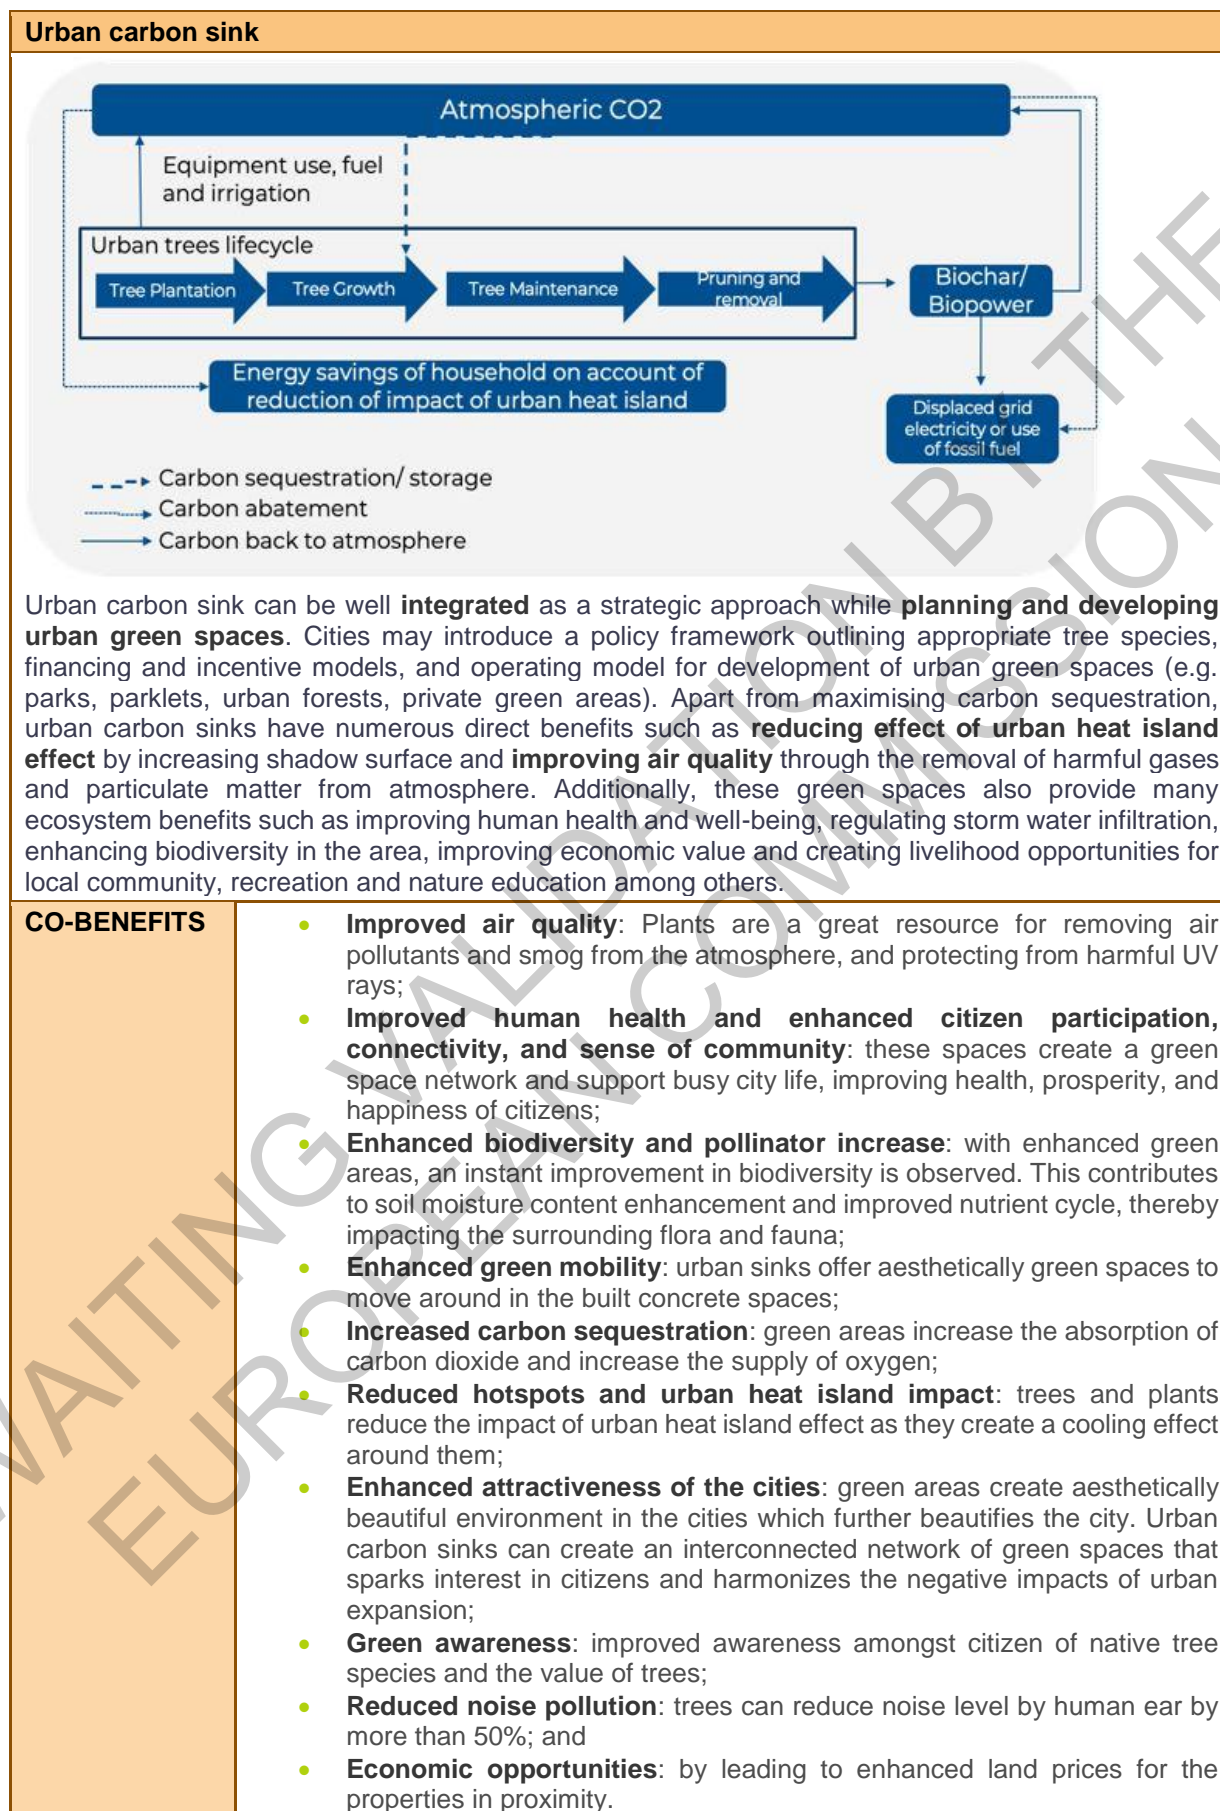 Urban carbon sink
Atmospheric CO2
Equipment use, fuel
and irrigation
Urban trees lifecycle
Tree Plantation
Tree Growth
Tree Maintenance
Pruning and
removal
Biochar/
Biopower
Energy savings of household on account of
reduction of impact of urban heat island
Displaced grid
electricity or use
of fossil fuel
Carbon sequestration/ storage
Carbon abatement
Carbon back to atmosphere
Urban carbon sink can be well integrated as a strategic approach while planning and developing
urban green spaces. Cities may introduce a policy framework outlining appropriate tree species,
financing and incentive models, and operating model for development of urban green spaces (e.g.
parks, parklets, urban forests, private green areas). Apart from maximising carbon sequestration,
urban carbon sinks have numerous direct benefits such as reducing effect of urban heat island
effect by increasing shadow surface and improving air quality through the removal of harmful gases
and particulate matter from atmosphere. Additionally, these green spaces also provide many
ecosystem benefits such as improving human health and well-being, regulating storm water infiltration,
enhancing biodiversity in the area, improving economic value and creating livelihood opportunities for
local community, recreation and nature education among others.
CO-BENEFITS
• Improved air quality: Plants are a great resource for removing air
pollutants and smog from the atmosphere, and protecting from harmful UV
rays;
• Improved human health and enhanced citizen participation,
connectivity, and sense of community: these spaces create a green
space network and support busy city life, improving health, prosperity, and
happiness of citizens;
• Enhanced biodiversity and pollinator increase: with enhanced green
areas, an instant improvement in biodiversity is observed. This contributes
to soil moisture content enhancement and improved nutrient cycle, thereby
impacting the surrounding flora and fauna;
• Enhanced green mobility: urban sinks offer aesthetically green spaces to
move around in the built concrete spaces;
• Increased carbon sequestration: green areas increase the absorption of
carbon dioxide and increase the supply of oxygen;
• Reduced hotspots and urban heat island impact: trees and plants
reduce the impact of urban heat island effect as they create a cooling effect
around them;
• Enhanced attractiveness of the cities: green areas create aesthetically
beautiful environment in the cities which further beautifies the city. Urban
carbon sinks can create an interconnected network of green spaces that
sparks interest in citizens and harmonizes the negative impacts of urban
expansion;
• Green awareness: improved awareness amongst citizen of native tree
species and the value of trees;
• Reduced noise pollution: trees can reduce noise level by human ear by
more than 50%; and
• Economic opportunities: by leading to enhanced land prices for the
properties in proximity.
WAITING VALIDATION BY THE
EUROPEAN COMMISSION